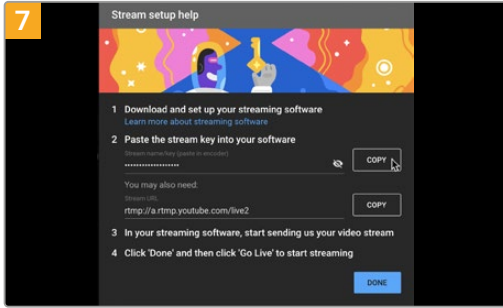 7
Stream setup help
1 Download and set up your streaming software
Learn more about streaming software
2 Paste the stream key into your software
Stream name/key (paste in encoder)
••••••••••••••••••••
COPY
You may also need:
Stream URL
rtmp://a.rtmp.youtube.com/live2
COPY
3 In your streaming software, start sending us your video stream
4 Click 'Done' and then click 'Go Live' to start streaming
DONE